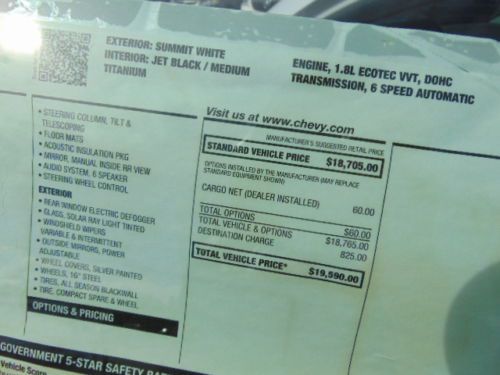 EXTERIOR: SUMMIT WHITE
INTERIOR: JET BLACK / MEDIUM
TITANIUM
ENGINE, 1.8L ECOTEC VVT, DOHC
TRANSMISSION, 6 SPEED AUTOMATIC
• STEERING COLUMN, TILT &
TELESCOPING
• FLOOR MATS
• ACOUSTIC INSULATION PKG
• MIRROR, MANUAL INSIDE RR VIEW
• AUDIO SYSTEM, 6 SPEAKER
• STEERING WHEEL CONTROL
EXTERIOR
• REAR WINDOW ELECTRIC DEFOGGER
• GLASS, SOLAR RAY LIGHT TINTED
• WINDSHIELD WIPERS
VARIABLE & INTERMITTENT
• OUTSIDE MIRRORS, POWER
ADJUSTABLE
• WHEEL COVERS, SILVER PAINTED
• WHEELS, 16" STEEL
• TIRES, ALL SEASON BLACKWALL
• TIRE, COMPACT SPARE & WHEEL
OPTIONS & PRICING
Visit us at www.chevy.com
MANUFACTURER'S SUGGESTED RETAIL PRICE
STANDARD VEHICLE PRICE $18,705.00
OPTIONS INSTALLED BY THE MANUFACTURER (MAY REPLACE
STANDARD EQUIPMENT SHOWN)
CARGO NET (DEALER INSTALLED) 60.00
TOTAL OPTIONS $60.00
TOTAL VEHICLE & OPTIONS $18,765.00
DESTINATION CHARGE 825.00
TOTAL VEHICLE PRICE* $19,590.00
GOVERNMENT 5-STAR SAFETY
Vehicle Score